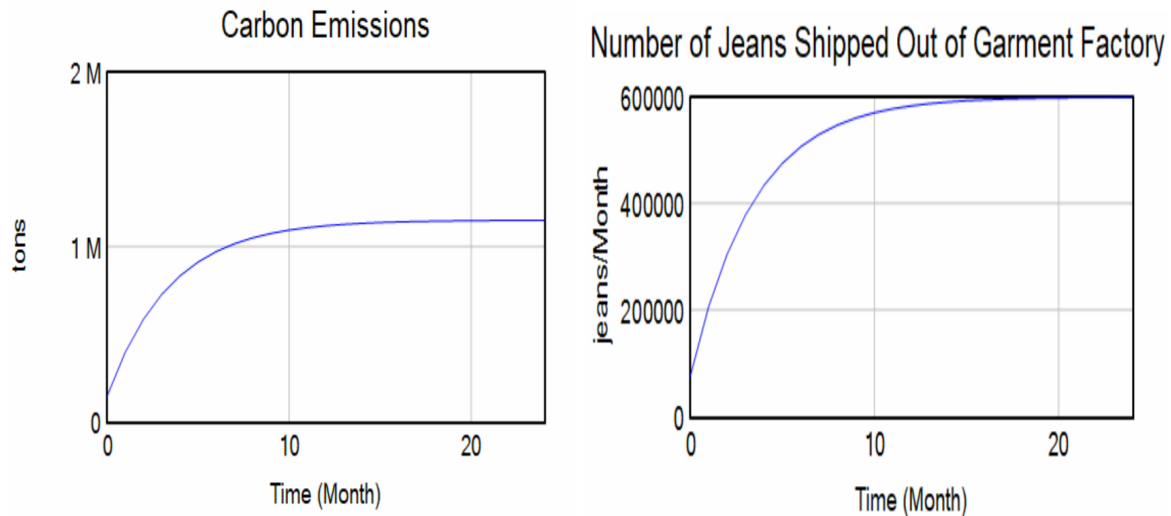 Carbon Emissions
2 M
1 M
0
tons
0 10 20
Time (Month)
Number of Jeans Shipped Out of Garment Factory
600000
400000
200000
0
jeans/Month
0 10 20
Time (Month)